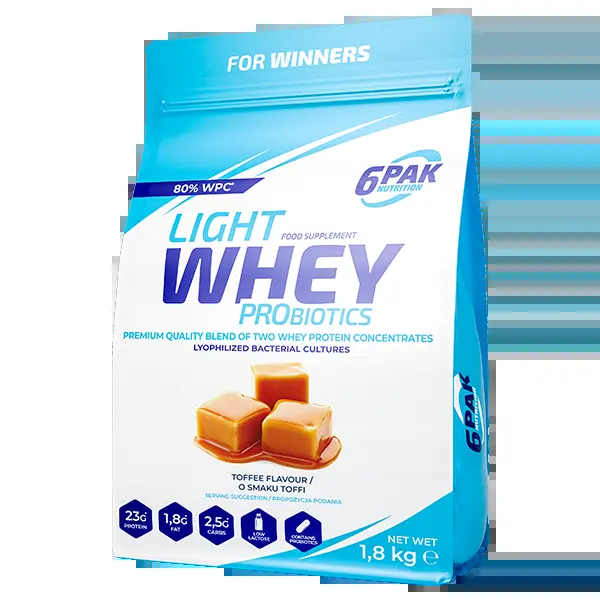 FOR WINNERS
6PAK
NUTRITION
80% WPC*
LIGHT
FOOD SUPPLEMENT
WHEY
PROBIOTICS
PREMIUM QUALITY BLEND OF TWO WHEY PROTEIN CONCENTRATES
LYOPHILIZED BACTERIAL CULTURES
6PAK
NUTRITION
TOFFEE FLAVOUR /
O SMAKU TOFFI
SERVING SUGGESTION / PROPOZYCJA PODANIA
23G*
PROTEIN
1,8G*
FAT
2,5G*
CARBS
LOW
LACTOSE
CONTAINS
PROBIOTICS
NET WET
1,8 kg ℮